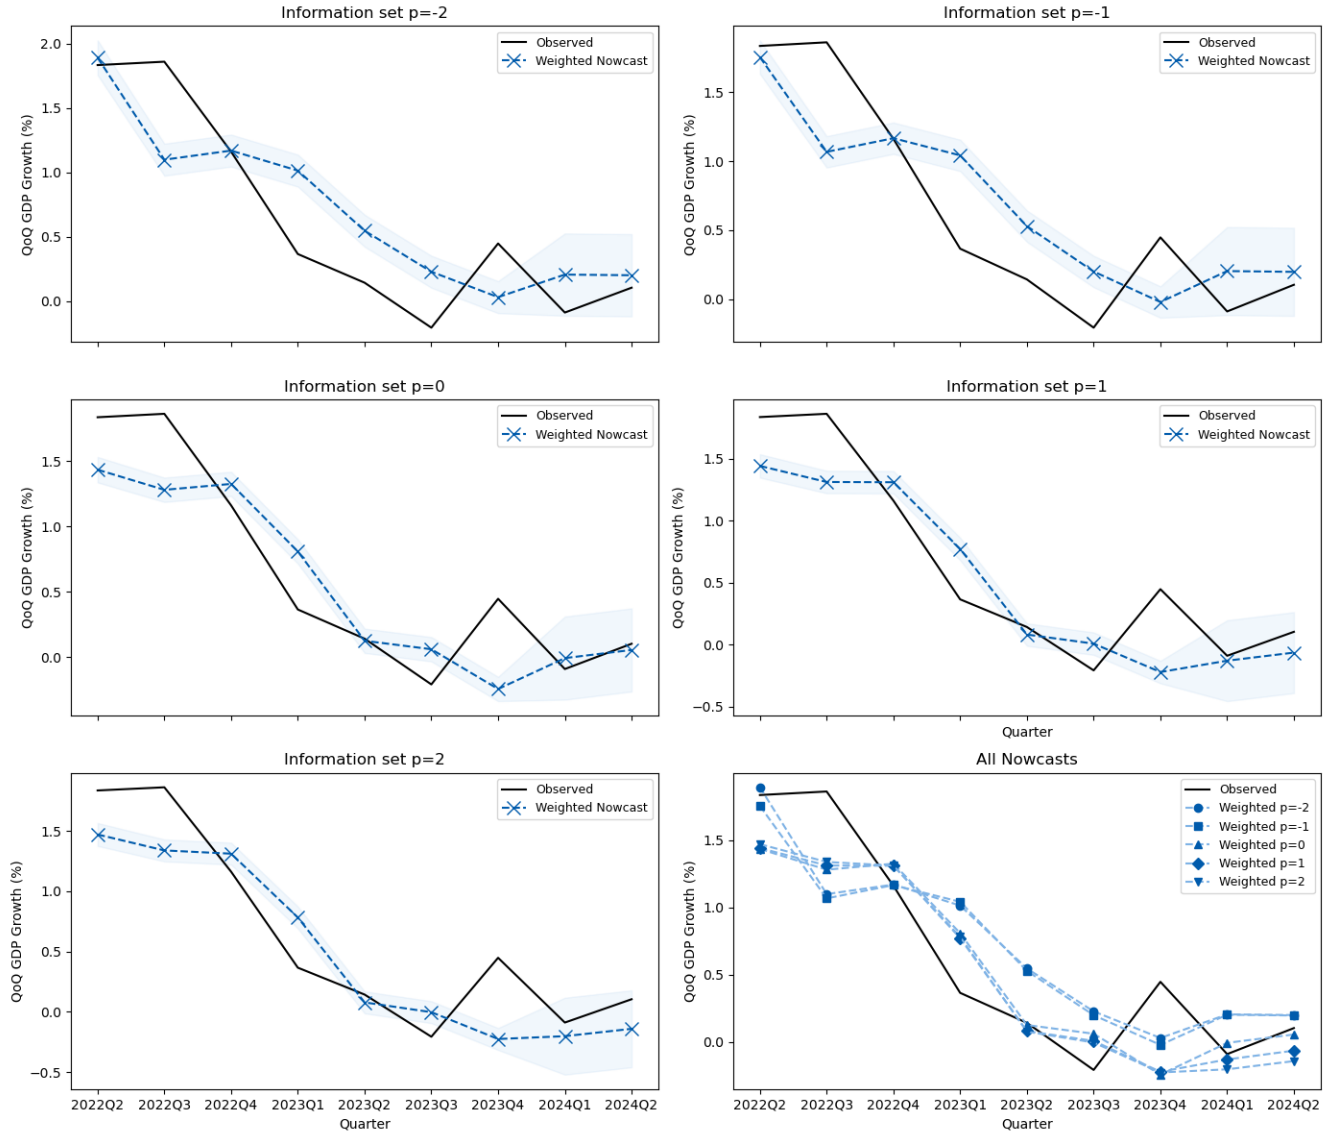 Information set p=-2
Observed
Weighted Nowcast
QoQ GDP Growth (%)
2.0
1.5
1.0
0.5
0.0
Information set p=-1
Observed
Weighted Nowcast
QoQ GDP Growth (%)
1.5
1.0
0.5
0.0
Information set p=0
Observed
Weighted Nowcast
QoQ GDP Growth (%)
1.5
1.0
0.5
0.0
Information set p=1
Observed
Weighted Nowcast
QoQ GDP Growth (%)
1.5
1.0
0.5
0.0
−0.5
Quarter
Information set p=2
Observed
Weighted Nowcast
QoQ GDP Growth (%)
1.5
1.0
0.5
0.0
−0.5
2022Q2 2022Q3 2022Q4 2023Q1 2023Q2 2023Q3 2023Q4 2024Q1 2024Q2
Quarter
All Nowcasts
Observed
Weighted p=-2
Weighted p=-1
Weighted p=0
Weighted p=1
Weighted p=2
QoQ GDP Growth (%)
1.5
1.0
0.5
0.0
2022Q2 2022Q3 2022Q4 2023Q1 2023Q2 2023Q3 2023Q4 2024Q1 2024Q2
Quarter